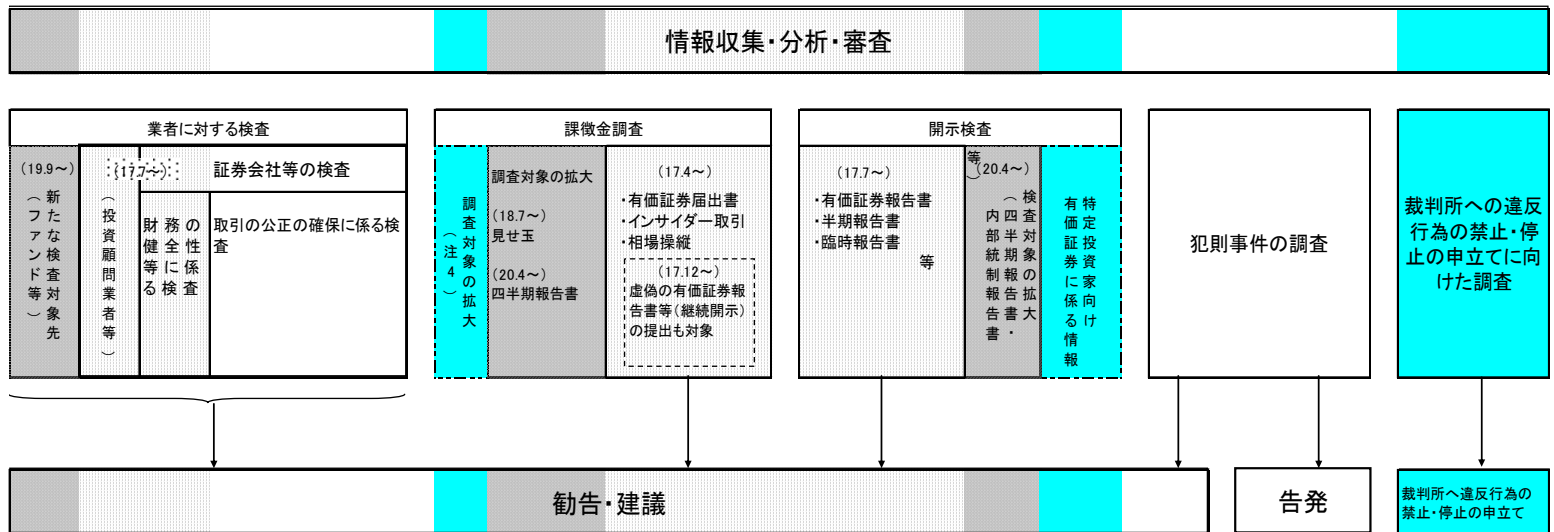 情報収集・分析・審査
業者に対する検査
(19.9～)
(新たな検査対象先
ファンド等)
(17.7～)
(投資顧問業者等)
証券会社等の検査
財務の
健全性
等に係
る検査
取引の公正の確保に係る検
査
課徴金調査
調査対象の拡大
(注4)
調査対象の拡大
(18.7～)
見せ玉
(20.4～)
四半期報告書
(17.4～)
・有価証券届出書
・インサイダー取引
・相場操縦
(17.12～)
虚偽の有価証券報
告書等(継続開示)
の提出も対象
開示検査
(17.7～)
・有価証券報告書
・半期報告書
・臨時報告書
等
(20.4～)
検査対象の拡大
(四半期報告書・
内部統制報告書
等)
特定投資家向け
有価証券に係る情報
犯則事件の調査
裁判所への違反
行為の禁止・停
止の申立てに向
けた調査
勧告・建議
告発
裁判所へ違反行為の
禁止・停止の申立て